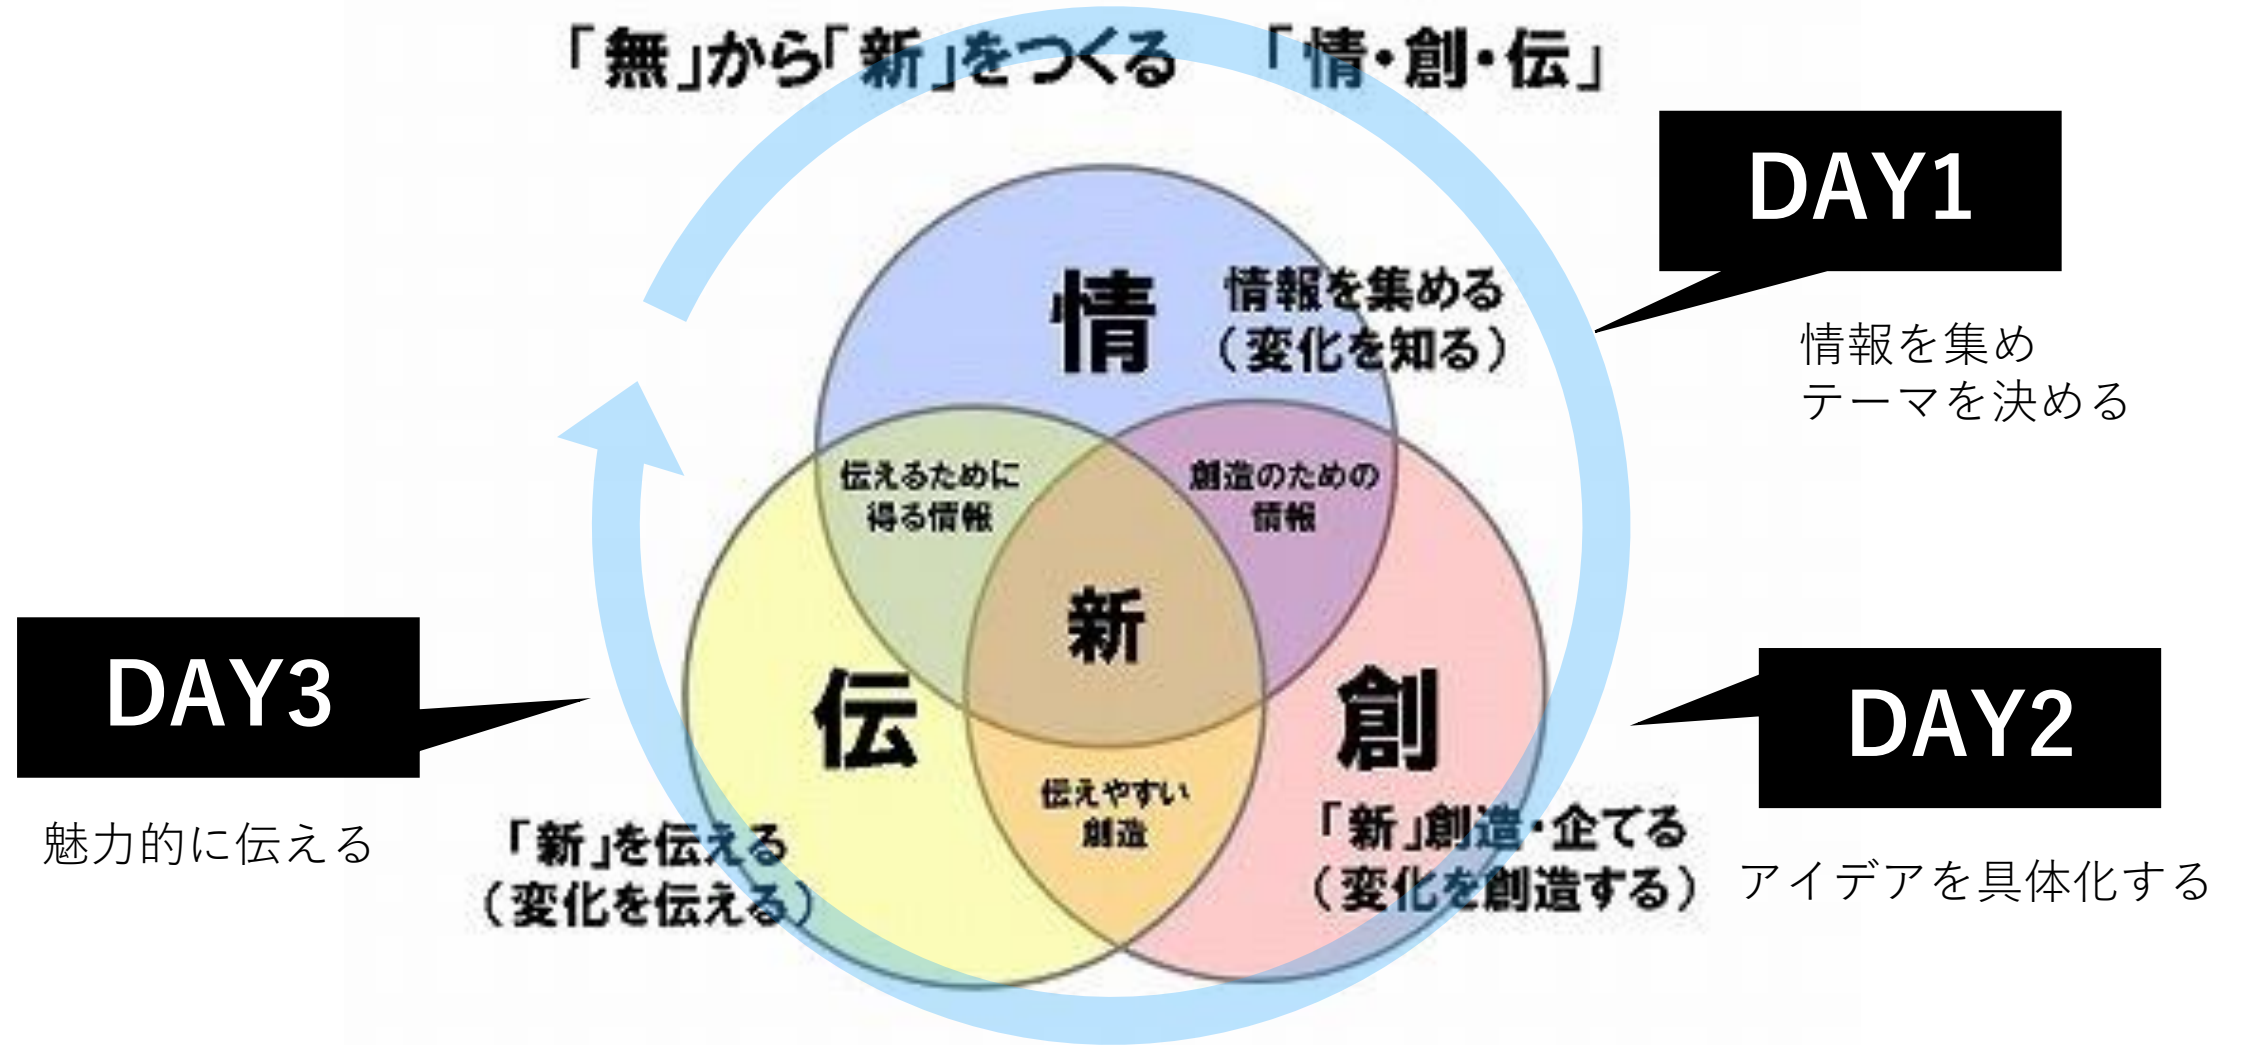 「無」から「新」をつくる　「情・創・伝」
DAY1
情報を集め
テーマを決める
情
情報を集める
（変化を知る）
伝えるために
得る情報
創造のための
情報
新
伝
創
伝えやすい
創造
DAY2
アイデアを具体化する
「新」創造・企てる
（変化を創造する）
DAY3
魅力的に伝える
「新」を伝える
（変化を伝える）